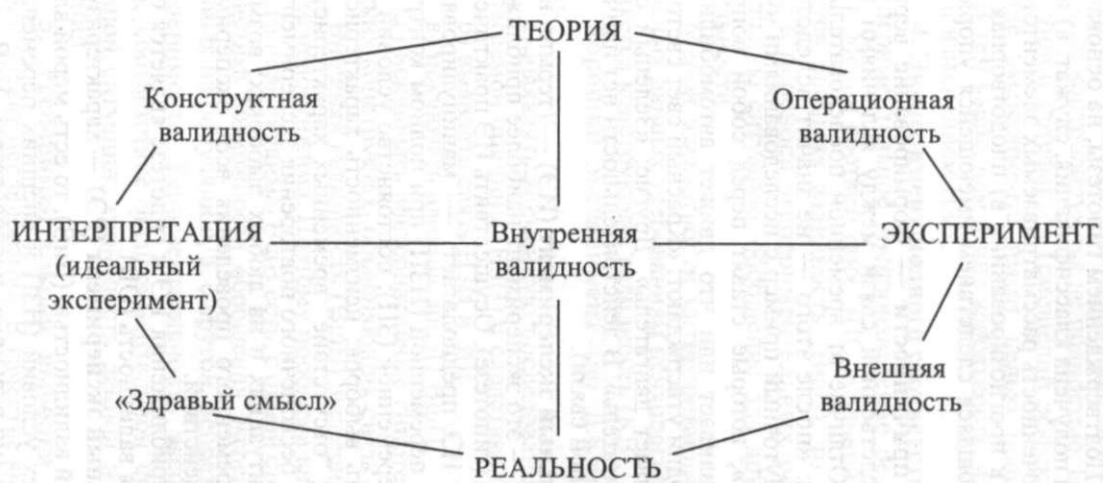 ТЕОРИЯ
Конструктная
валидность
Операционная
валидность
ИНТЕРПРЕТАЦИЯ
(идеальный
эксперимент)
Внутренняя
валидность
ЭКСПЕРИМЕНТ
«Здравый смысл»
Внешняя
валидность
РЕАЛЬНОСТЬ